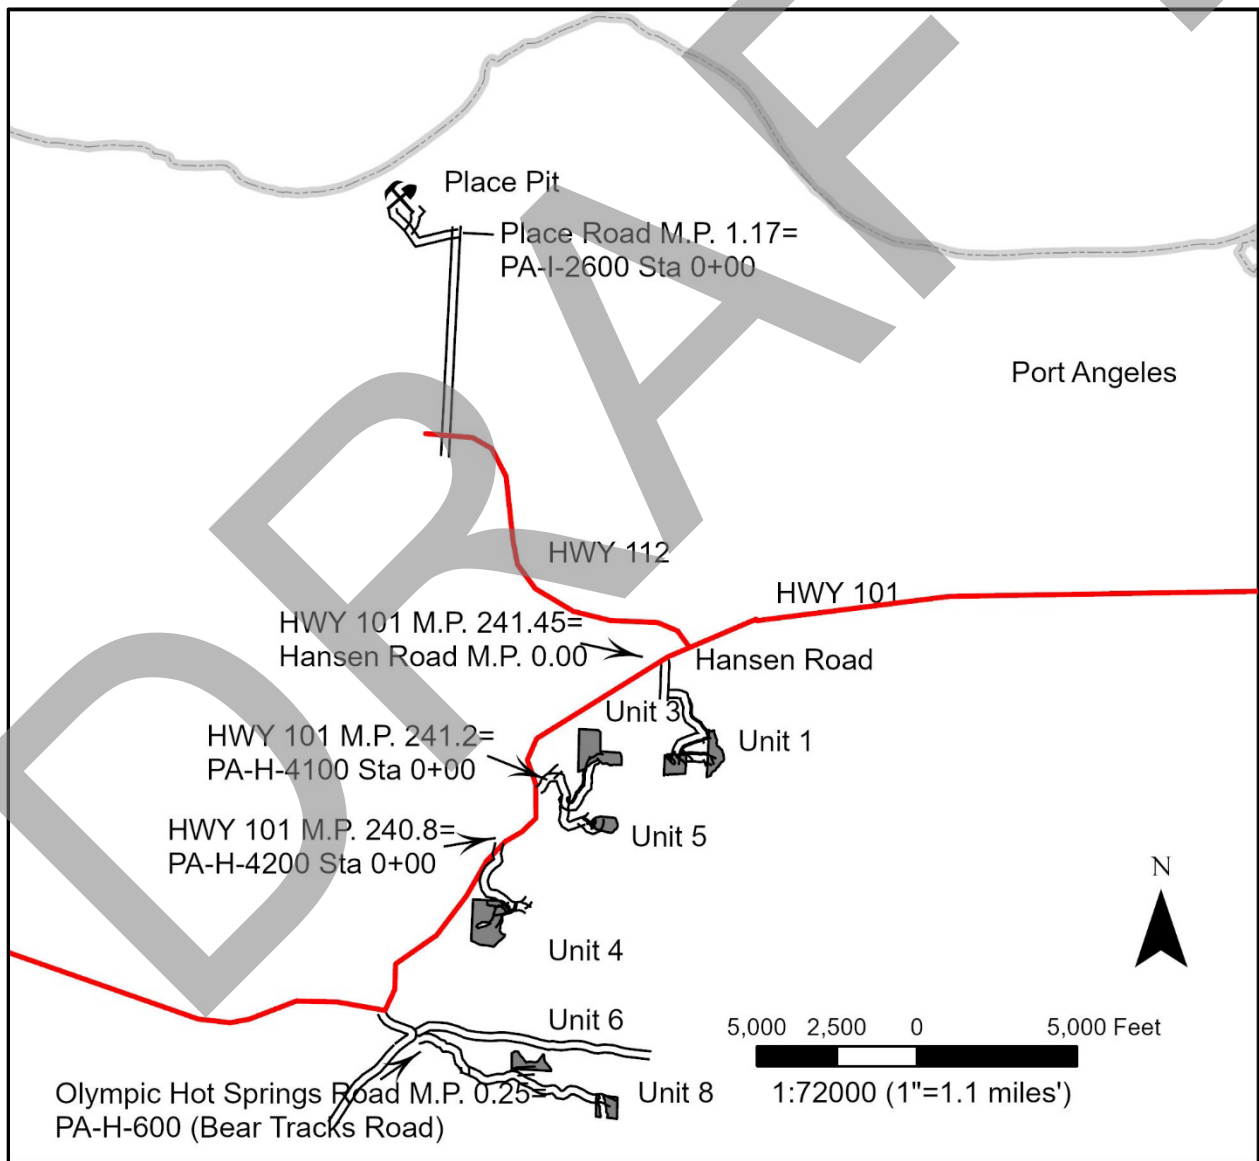 DRAFT
Place Pit
Place Road M.P. 1.17=
PA-I-2600 Sta 0+00
Port Angeles
HWY 112
HWY 101
HWY 101 M.P. 241.45=
Hansen Road M.P. 0.00
Hansen Road
Unit 3
HWY 101 M.P. 241.2=
PA-H-4100 Sta 0+00
Unit 1
HWY 101 M.P. 240.8=
PA-H-4200 Sta 0+00
Unit 5
N
Unit 4
Unit 6
5,000 2,500 0 5,000 Feet
Olympic Hot Springs Road M.P. 0.25=
PA-H-600 (Bear Tracks Road)
Unit 8
1:72000 (1"=1.1 miles')